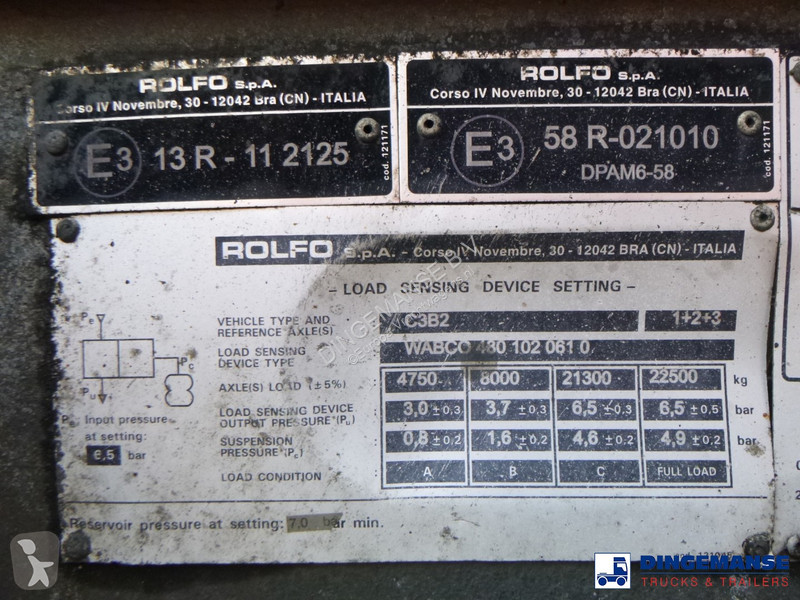 ROLFO S.p.A.
Corso IV Novembre, 30 - 12042 Bra (CN) - ITALIA
E3 13 R - 11 2125
cod. 121171
ROLFO S.p.A.
Corso IV Novembre, 30 - 12042 Bra (CN) - ITALIA
E3 58 R-021010
DPAM6-58
cod. 121171
ROLFO S.p.A. - Corso IV Novembre, 30 - 12042 BRA (CN) - ITALIA
- LOAD SENSING DEVICE SETTING -
VEHICLE TYPE AND REFERENCE AXLE(S) C3B2 1+2+3
LOAD SENSING DEVICE TYPE WABCO 480 102 061 0
AXLE(S) LOAD (±5%) 4750 8000 21300 22500 kg
LOAD SENSING DEVICE OUTPUT PRESSURE (Pu) 3,0 ±0,3 3,7 ±0,3 6,5 ±0,3 6,5 ±0,5 bar
SUSPENSION PRESSURE (Pc) 0,8 ±0,2 1,6 ±0,2 4,6 ±0,2 4,9 ±0,2 bar
LOAD CONDITION A B C FULL LOAD
Pe
Pc
Pu
Input pressure
at setting:
6,5 bar
Reservoir pressure at setting: 7,0 bar min.
DINGEMANSE B.V.
DINGEMANSE
TRUCKS & TRAILERS